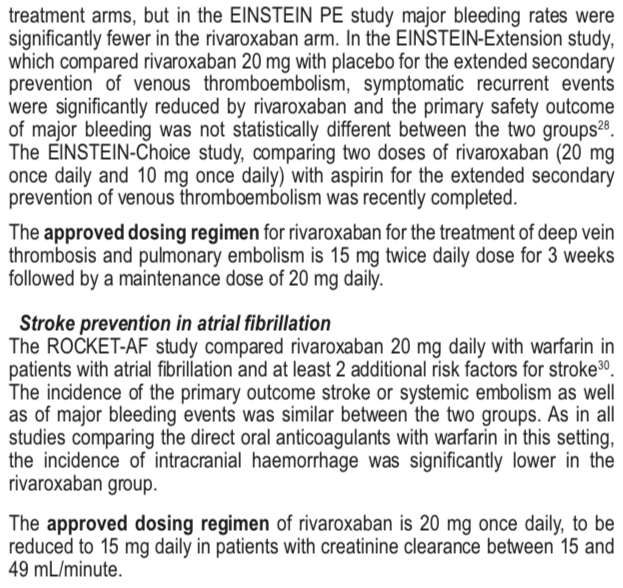 treatment arms, but in the EINSTEIN PE study major bleeding rates were
significantly fewer in the rivaroxaban arm. In the EINSTEIN-Extension study,
which compared rivaroxaban 20 mg with placebo for the extended secondary
prevention of venous thromboembolism, symptomatic recurrent events
were significantly reduced by rivaroxaban and the primary safety outcome
of major bleeding was not statistically different between the two groups²⁸.
The EINSTEIN-Choice study, comparing two doses of rivaroxaban (20 mg
once daily and 10 mg once daily) with aspirin for the extended secondary
prevention of venous thromboembolism was recently completed.
The approved dosing regimen for rivaroxaban for the treatment of deep vein
thrombosis and pulmonary embolism is 15 mg twice daily dose for 3 weeks
followed by a maintenance dose of 20 mg daily.
Stroke prevention in atrial fibrillation
The ROCKET-AF study compared rivaroxaban 20 mg daily with warfarin in
patients with atrial fibrillation and at least 2 additional risk factors for stroke³⁰.
The incidence of the primary outcome stroke or systemic embolism as well
as of major bleeding events was similar between the two groups. As in all
studies comparing the direct oral anticoagulants with warfarin in this setting,
the incidence of intracranial haemorrhage was significantly lower in the
rivaroxaban group.
The approved dosing regimen of rivaroxaban is 20 mg once daily, to be
reduced to 15 mg daily in patients with creatinine clearance between 15 and
49 mL/minute.